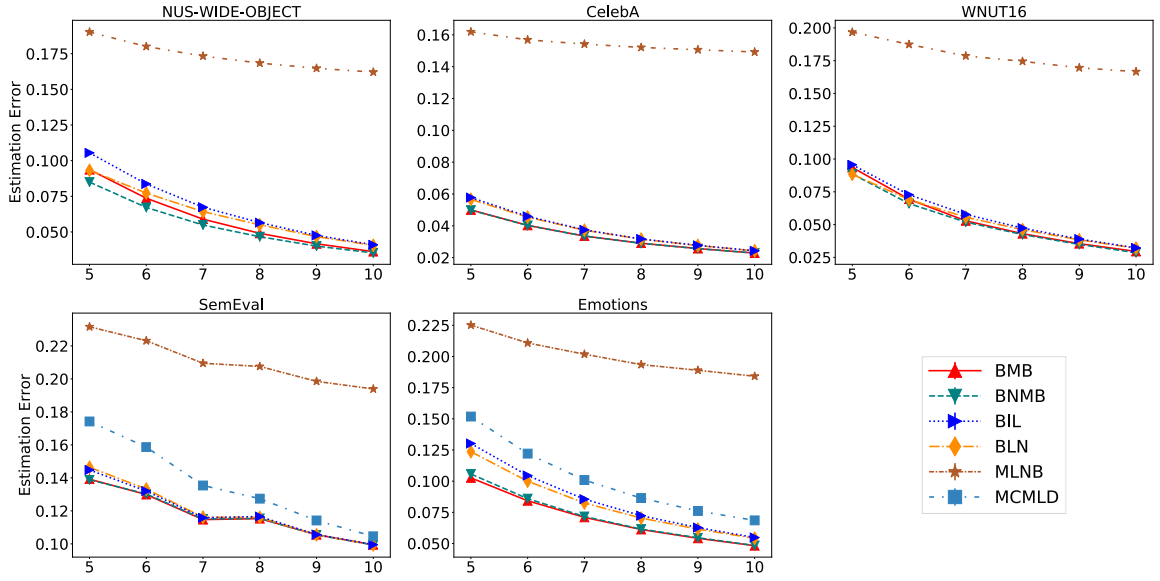 NUS-WIDE-OBJECT
CelebA
WNUT16
Estimation Error
0.175
0.150
0.125
0.100
0.075
0.050
5 6 7 8 9 10
0.16
0.14
0.12
0.10
0.08
0.06
0.04
0.02
5 6 7 8 9 10
0.200
0.175
0.150
0.125
0.100
0.075
0.050
0.025
5 6 7 8 9 10
SemEval
Emotions
Estimation Error
0.22
0.20
0.18
0.16
0.14
0.12
0.10
5 6 7 8 9 10
0.225
0.200
0.175
0.150
0.125
0.100
0.075
0.050
5 6 7 8 9 10
BMB
BNMB
BIL
BLN
MLNB
MCMLD